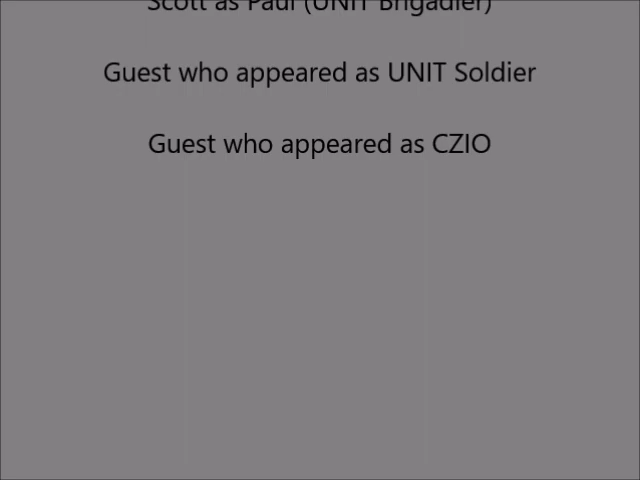 Scott as Paul (UNIT Brigadier)
Guest who appeared as UNIT Soldier
Guest who appeared as CZIO